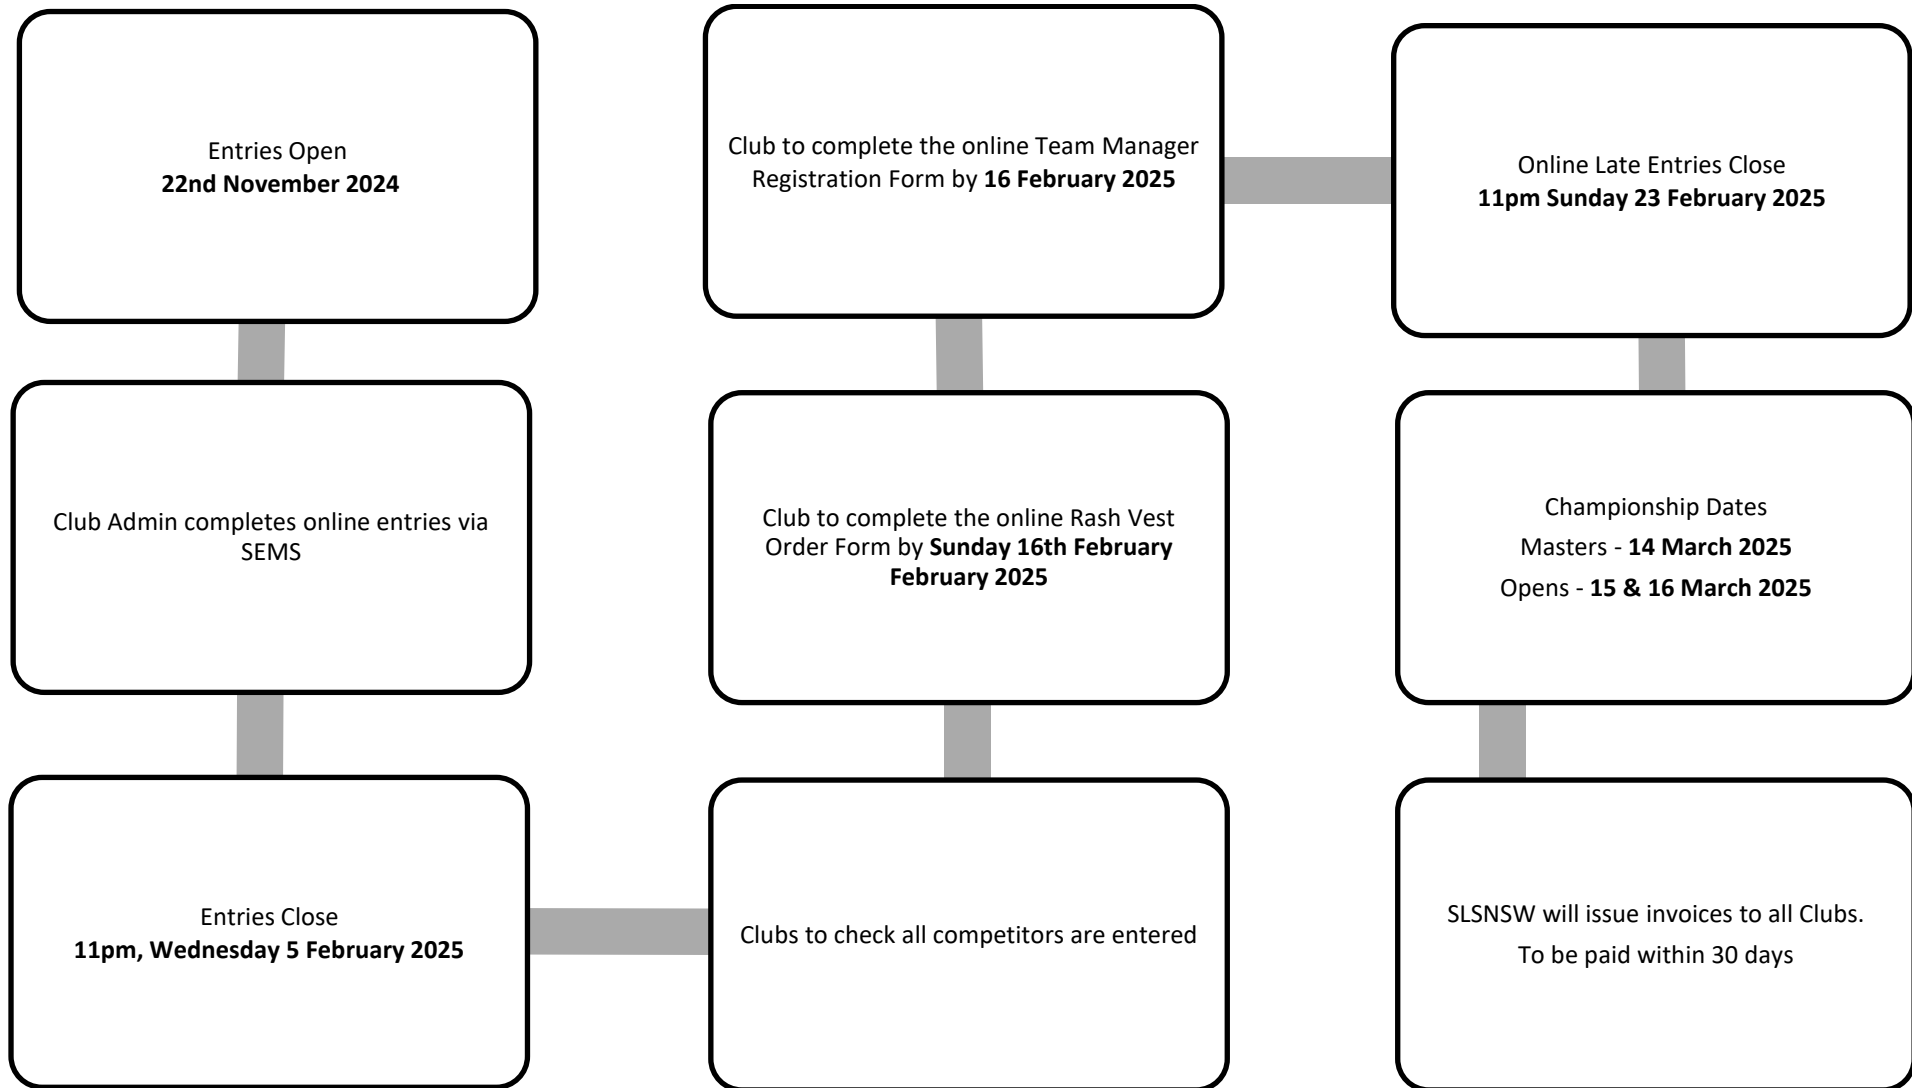 Entries Open
22nd November 2024
Club Admin completes online entries via
SEMS
Entries Close
11pm, Wednesday 5 February 2025
Clubs to check all competitors are entered
Club to complete the online Rash Vest
Order Form by Sunday 16th February
February 2025
Club to complete the online Team Manager
Registration Form by 16 February 2025
Online Late Entries Close
11pm Sunday 23 February 2025
Championship Dates
Masters - 14 March 2025
Opens - 15 & 16 March 2025
SLSNSW will issue invoices to all Clubs.
To be paid within 30 days